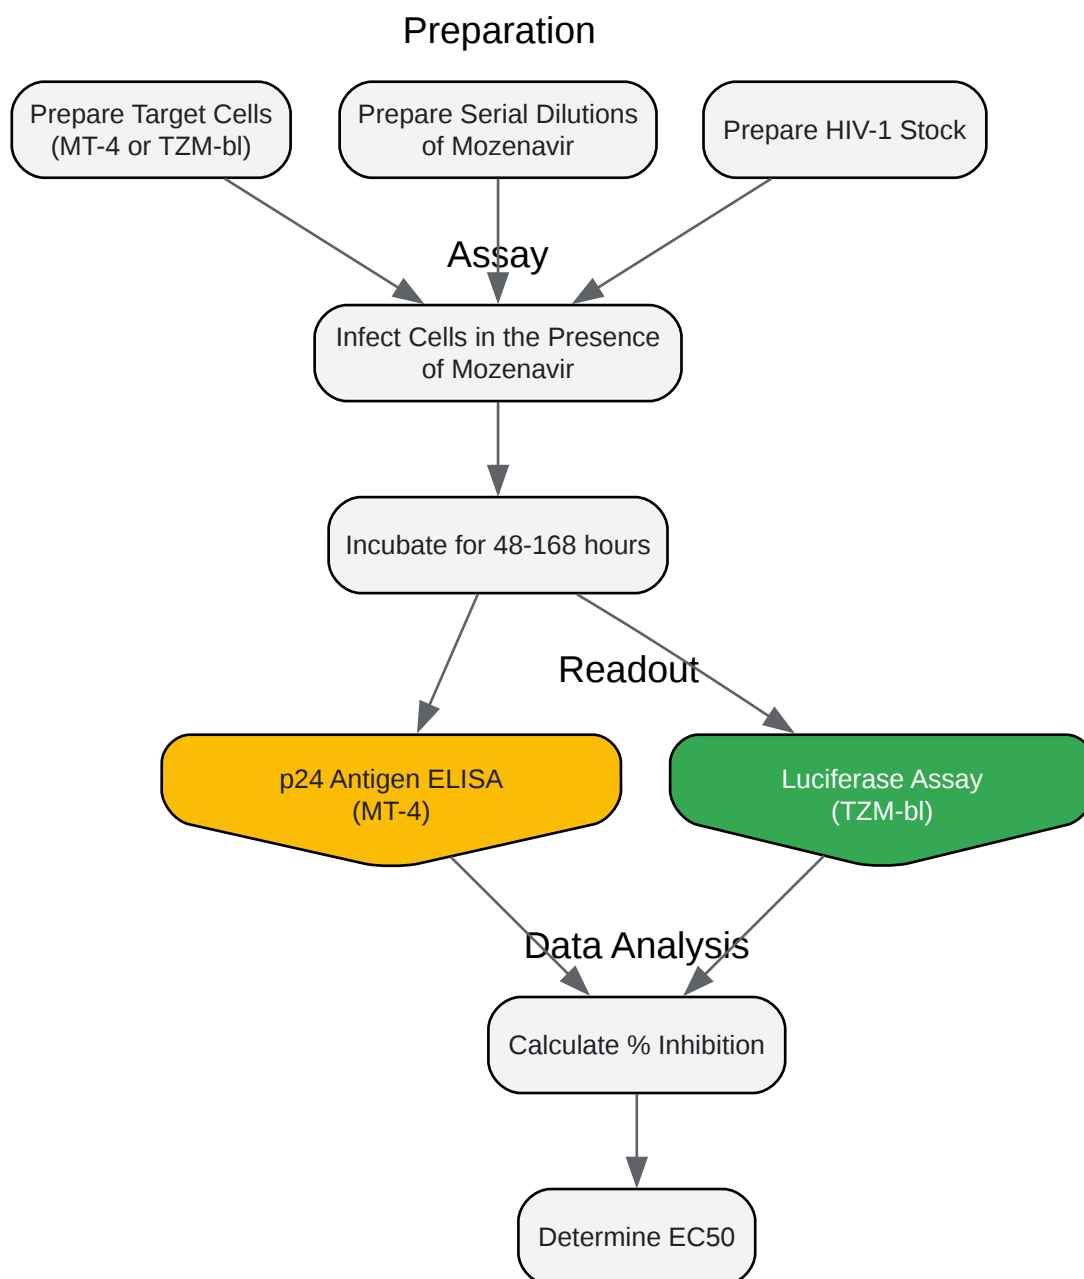 Preparation
Prepare Target Cells
(MT-4 or TZM-bl)
Prepare Serial Dilutions
of Mozenavir
Prepare HIV-1 Stock
Assay
Infect Cells in the Presence
of Mozenavir
Incubate for 48-168 hours
Readout
p24 Antigen ELISA
(MT-4)
Luciferase Assay
(TZM-bl)
Data Analysis
Calculate % Inhibition
Determine EC50